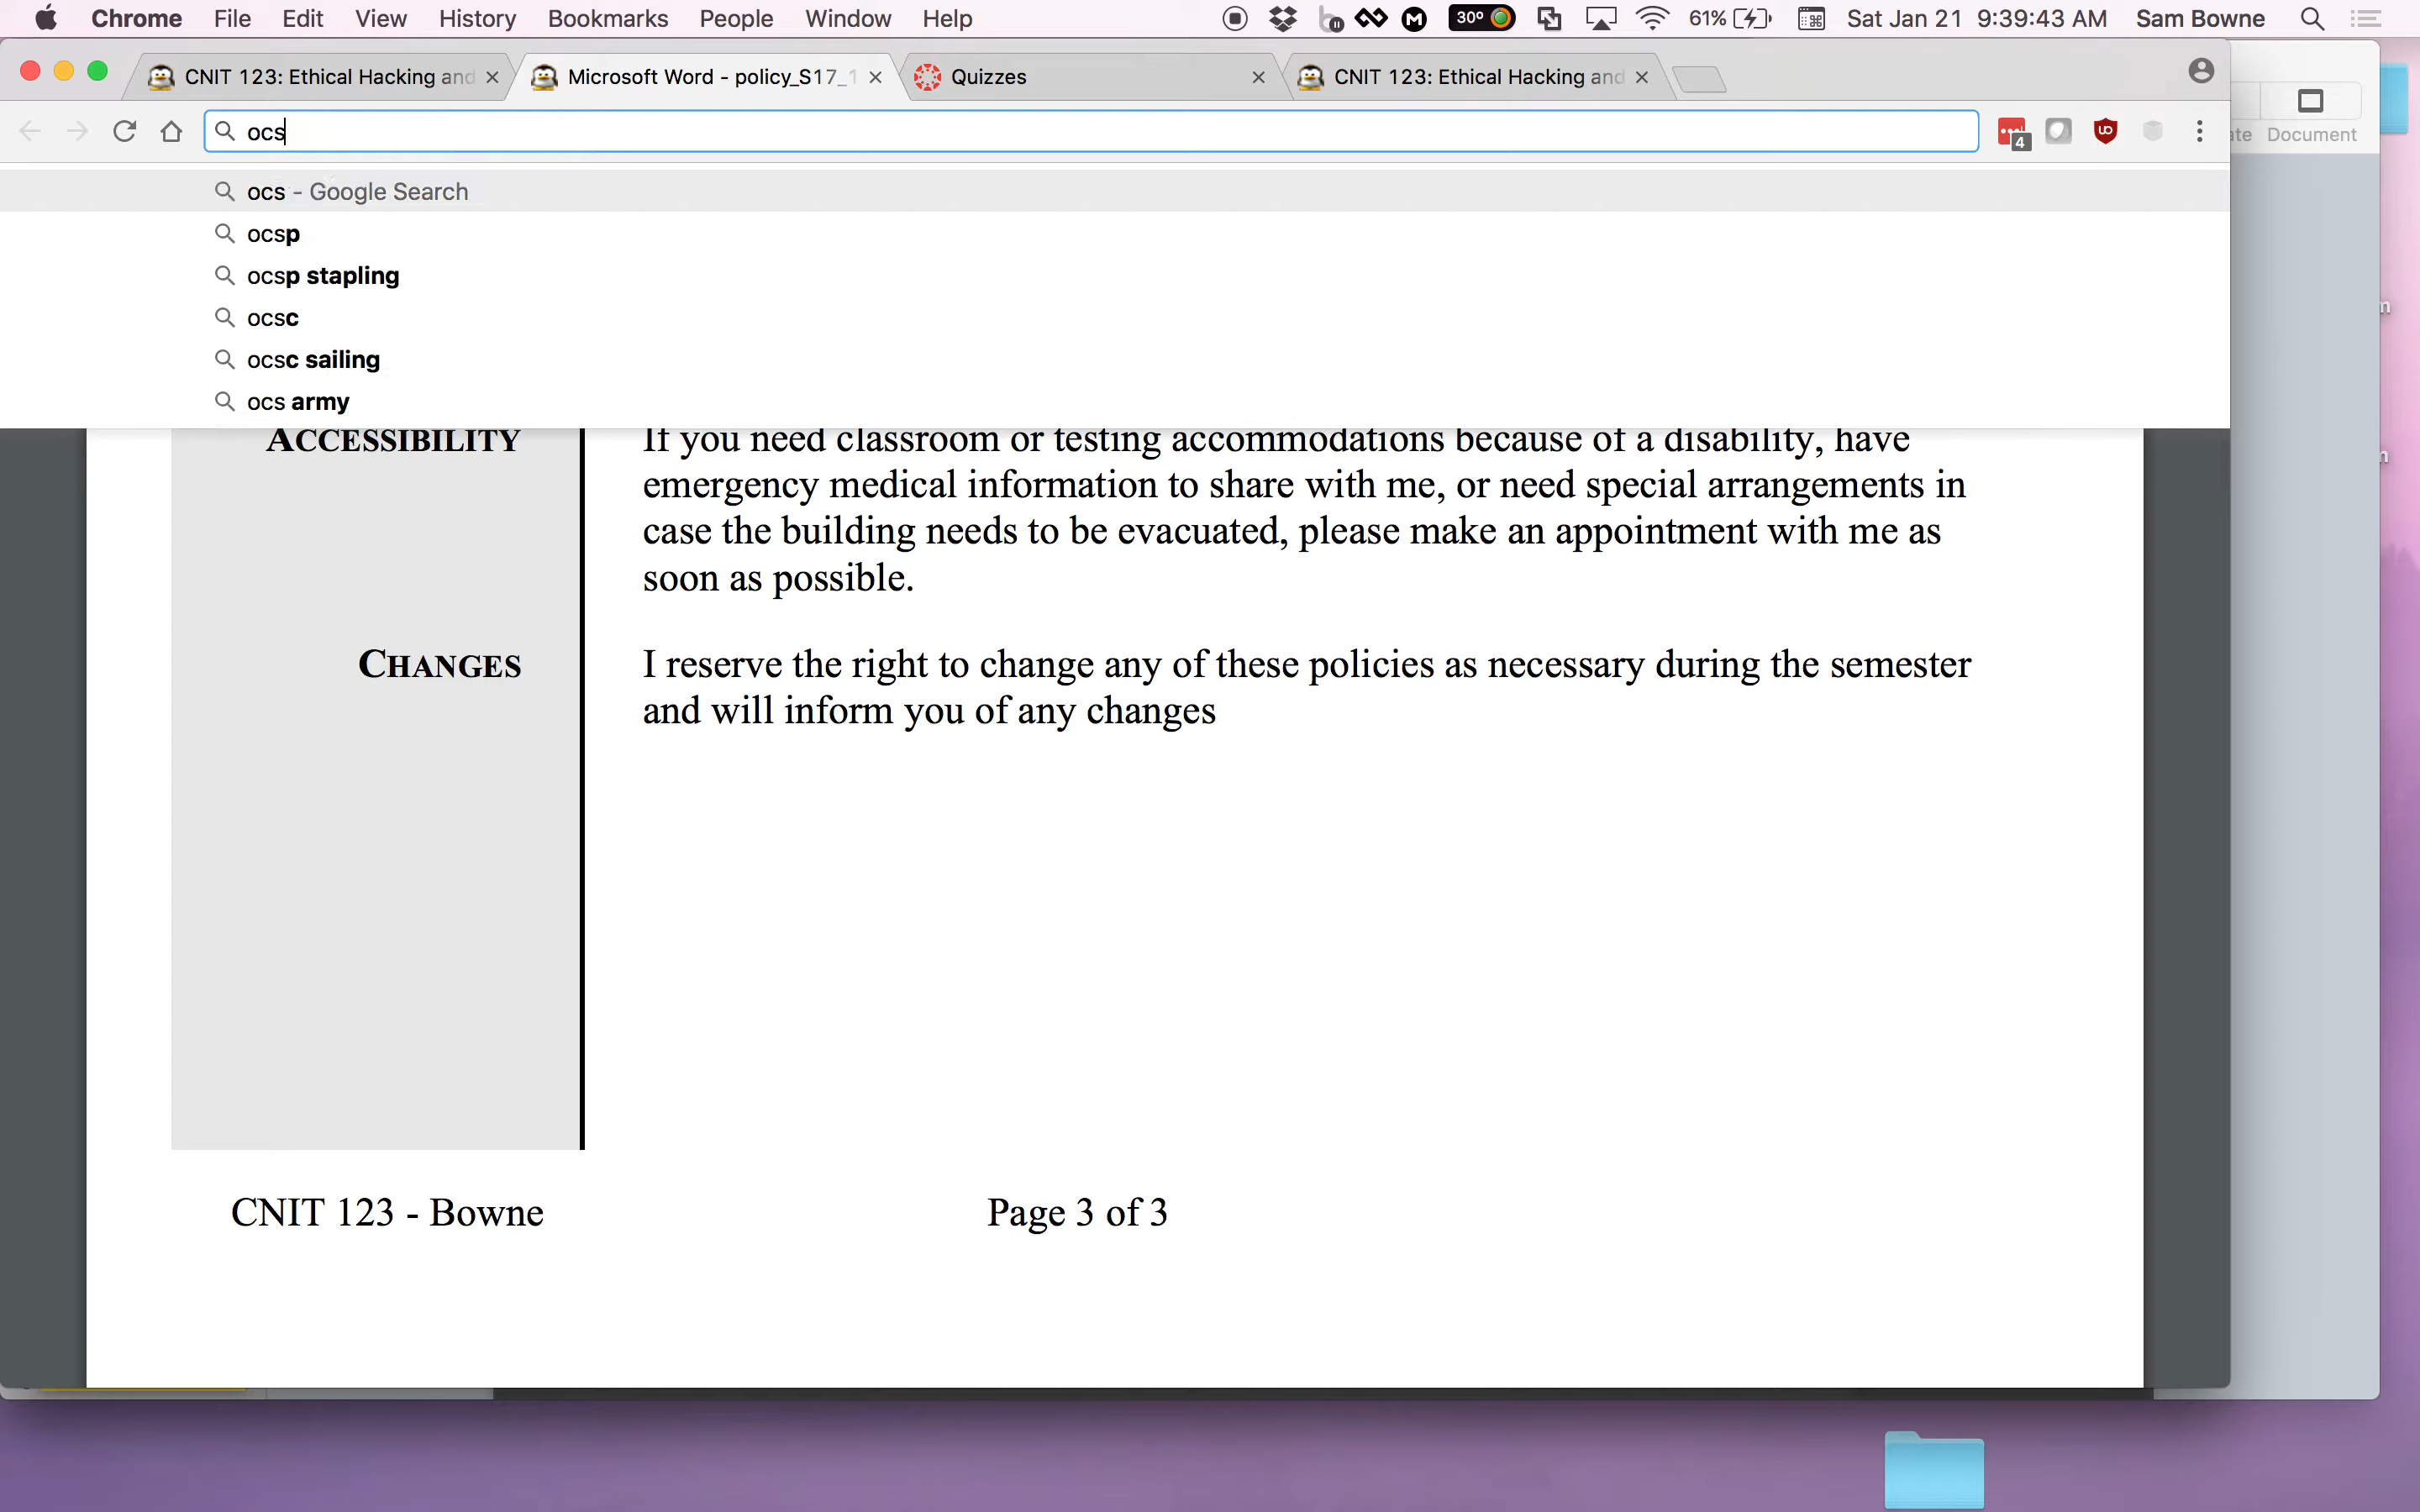 Chrome File Edit View History Bookmarks People Window Help 30° 61% Sat Jan 21 9:39:43 AM Sam Bowne
CNIT 123: Ethical Hacking and Microsoft Word - policy_S17_1 Quizzes CNIT 123: Ethical Hacking and
ocs 4 Document
ocs - Google Search
ocsp
ocsp stapling
ocsc
ocsc sailing
ocs army
ACCESSIBILITY If you need classroom or testing accommodations because of a disability, have
emergency medical information to share with me, or need special arrangements in
case the building needs to be evacuated, please make an appointment with me as
soon as possible.
CHANGES I reserve the right to change any of these policies as necessary during the semester
and will inform you of any changes
CNIT 123 - Bowne Page 3 of 3